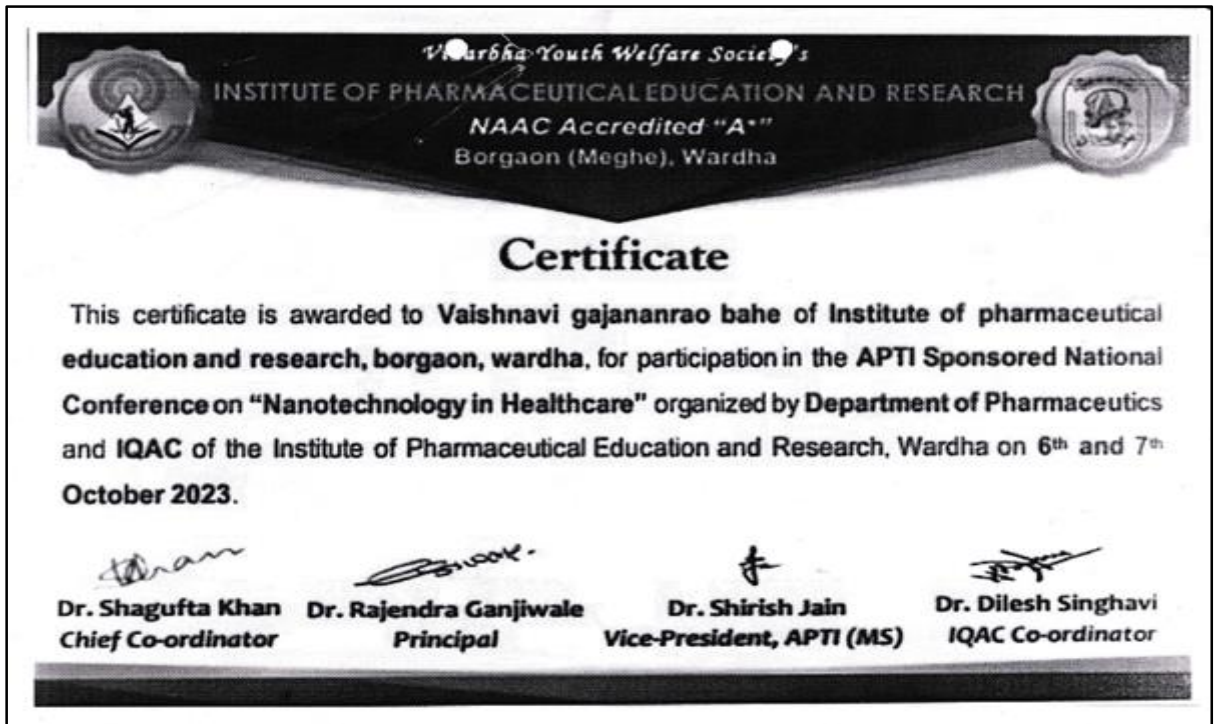 Vidarbha Youth Welfare Society's
INSTITUTE OF PHARMACEUTICAL EDUCATION AND RESEARCH
NAAC Accredited "A+"
Borgaon (Meghe), Wardha
Certificate
This certificate is awarded to Vaishnavi gajananrao bahe of Institute of pharmaceutical
education and research, borgaon, wardha, for participation in the APTI Sponsored National
Conference on "Nanotechnology in Healthcare" organized by Department of Pharmaceutics
and IQAC of the Institute of Pharmaceutical Education and Research, Wardha on 6th and 7th
October 2023.
Dr. Shagufta Khan Dr. Rajendra Ganjiwale Dr. Shirish Jain Dr. Dilesh Singhavi
Chief Co-ordinator Principal Vice-President, APTI (MS) IQAC Co-ordinator